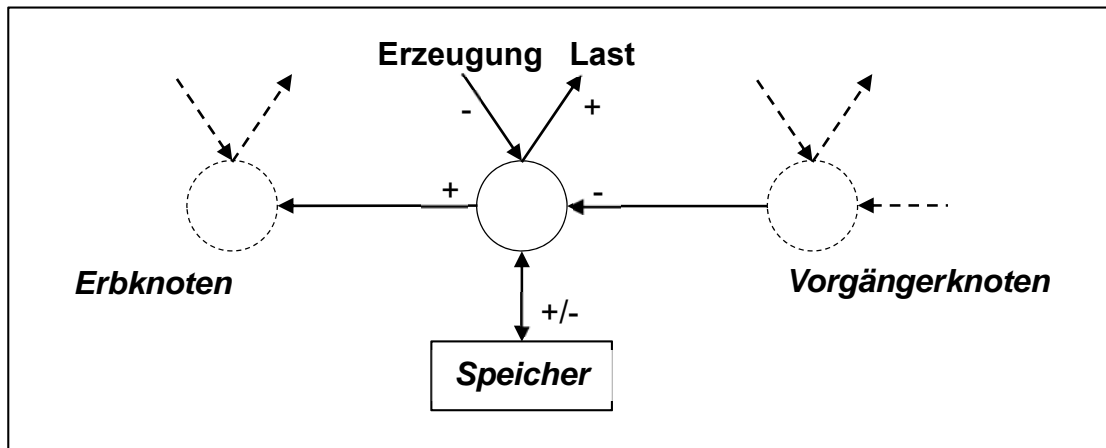 Erzeugung Last
- +
+ -
Erbknoten Vorgängerknoten
+/-
Speicher